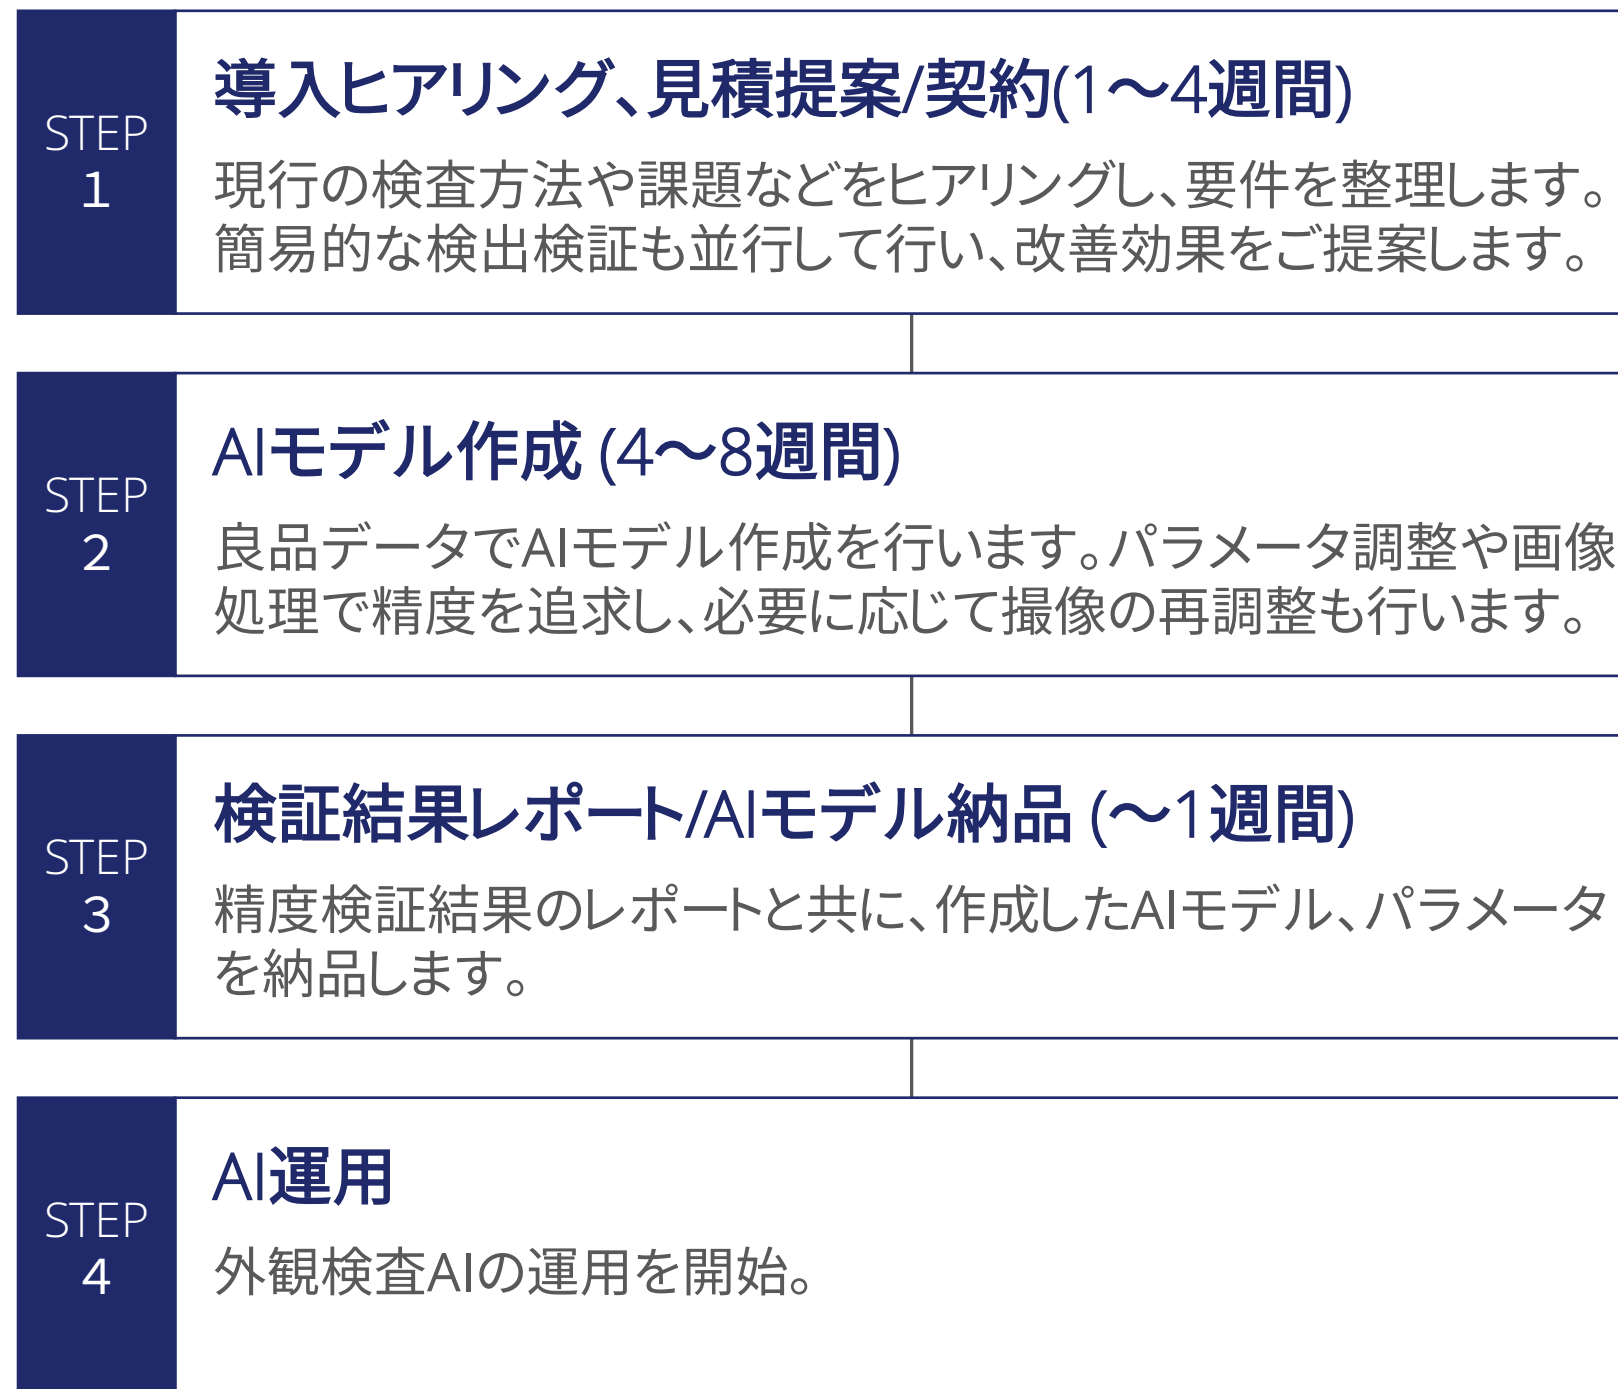 STEP
1
導入ヒアリング、見積提案/契約(1～4週間)
現行の検査方法や課題などをヒアリングし、要件を整理します。
簡易的な検出検証も並行して行い、改善効果をご提案します。
STEP
2
AIモデル作成 (4～8週間)
良品データでAIモデル作成を行います。パラメータ調整や画像
処理で精度を追求し、必要に応じて撮像の再調整も行います。
STEP
3
検証結果レポート/AIモデル納品 (～1週間)
精度検証結果のレポートと共に、作成したAIモデル、パラメータ
を納品します。
STEP
4
AI運用
外観検査AIの運用を開始。